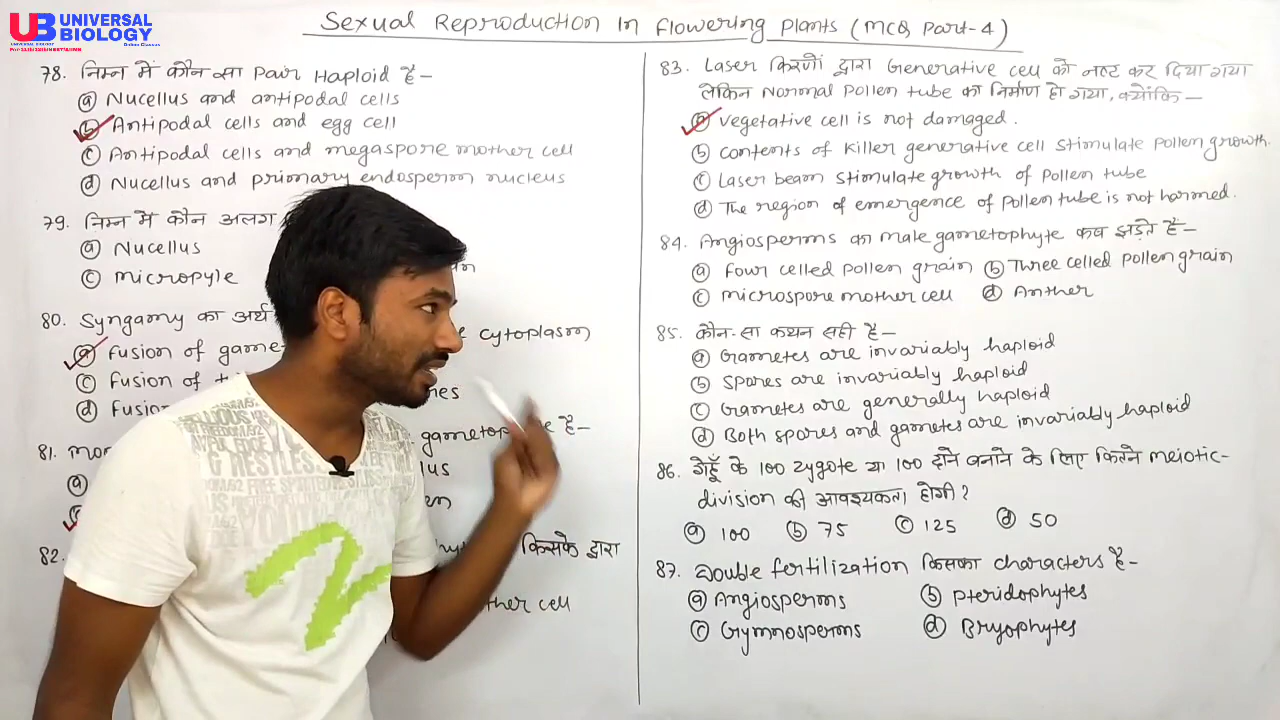 UB UNIVERSAL BIOLOGY
UNIVERSAL BIOLOGY Online Classes
Sexual Reproduction In Flowering Plants (MCQ Part-4)
78. निम्न में कौन सा Pair Haploid है -
(a) Nucellus and antipodal cells
(b) Antipodal cells and egg cell
(c) Antipodal cells and megaspore mother cell
(d) Nucellus and primary endosperm nucleus
79. निम्न में कौन अलग
(a) Nucellus
(c) Micropyle
80. Syngamy का अर्थ
cytoplasm
(a) Fusion of game
(c) Fusion of
(d) Fusion
81.
है -
(a)
82.
किसके द्वारा
cell
83. Laser किरणों द्वारा Generative cell को नष्ट कर दिया गया
लेकिन Normal Pollen tube का निर्माण हो गया, क्योंकि -
(a) Vegetative cell is not damaged.
(b) contents of Killer generative cell stimulate Pollen growth.
(c) Laser beam stimulate growth of Pollen tube
(d) The region of emergence of Pollen tube is not harmed.
84. Angiosperms का male gametophyte कब झड़ते हैं -
(a) Four celled Pollen grain (b) Three celled Pollen grain
(c) Microspore mother cell (d) Anther
85. कौन-सा कथन सही है -
(a) Gametes are invariably haploid
(b) Spores are invariably haploid
(c) Gametes are generally haploid
(d) Both spores and gametes are invariably haploid
86. गेहूँ के 100 zygote या 100 दाने बनाने के लिए कितने meiotic-
division की आवश्यकता होगी ?
(a) 100 (b) 75 (c) 125 (d) 50
87. Double fertilization किसका characters है -
(a) Angiosperms (b) Pteridophytes
(c) Gymnosperms (d) Bryophytes